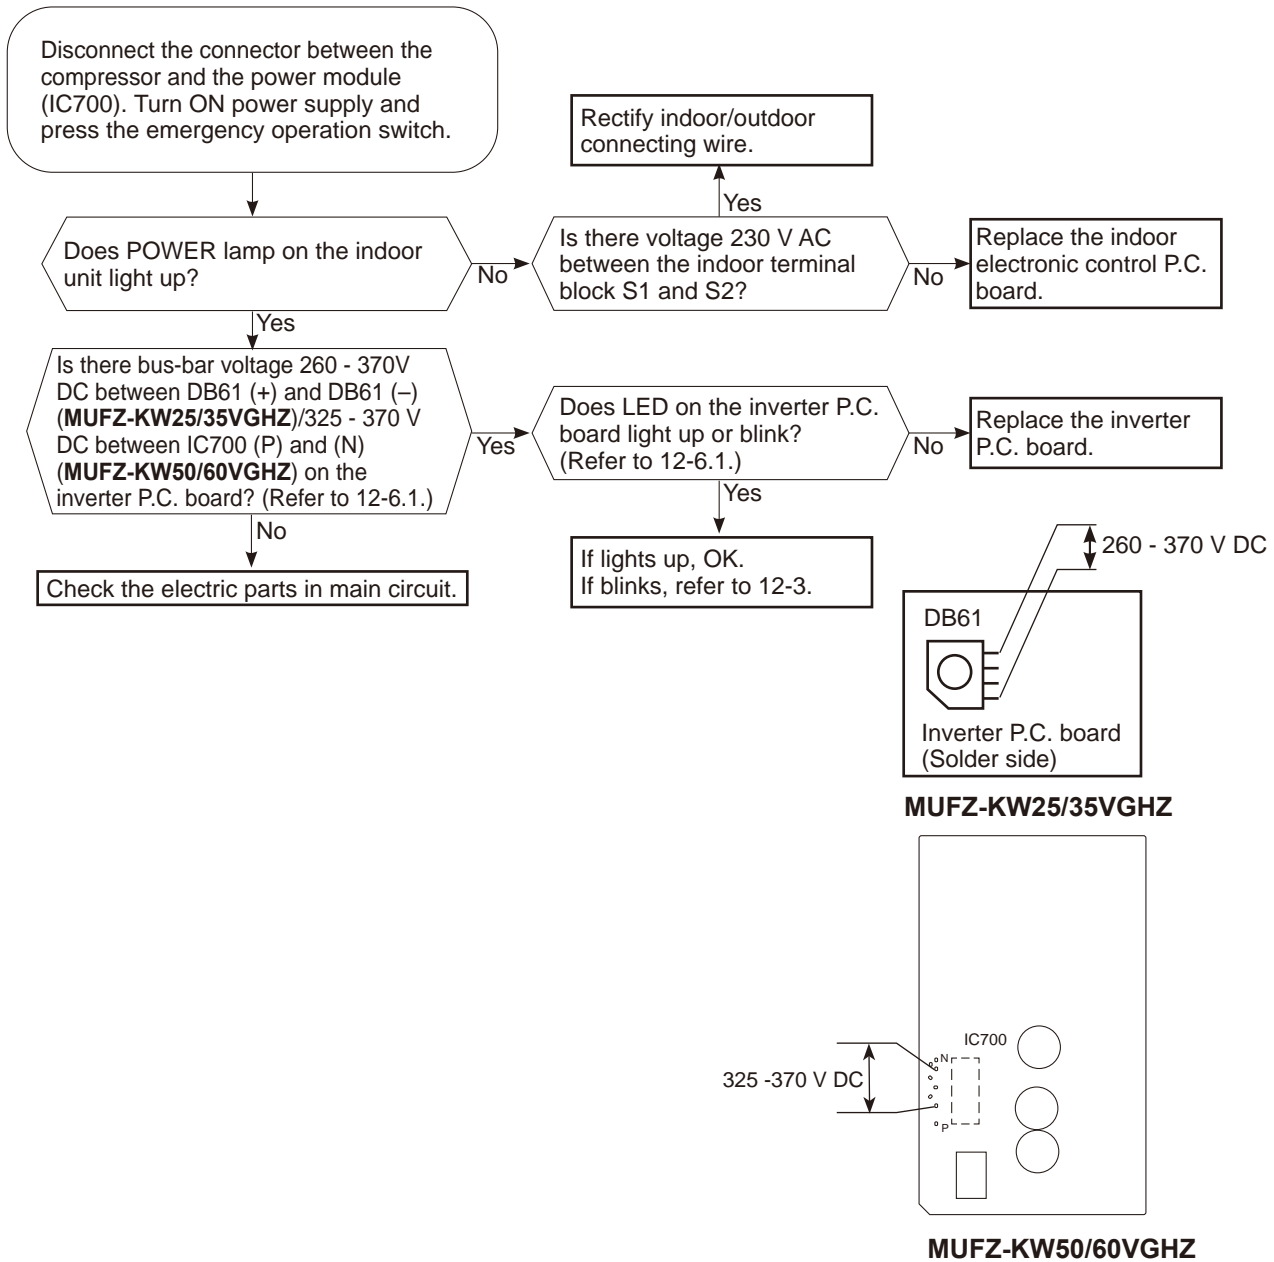 Disconnect the connector between the
compressor and the power module
(IC700). Turn ON power supply and
press the emergency operation switch.
Rectify indoor/outdoor
connecting wire.
Yes
Does POWER lamp on the indoor
unit light up?
No
Is there voltage 230 V AC
between the indoor terminal
block S1 and S2?
No
Replace the indoor
electronic control P.C.
board.
Yes
Is there bus-bar voltage 260 - 370V
DC between DB61 (+) and DB61 (–)
(MUFZ-KW25/35VGHZ)/325 - 370 V
DC between IC700 (P) and (N)
(MUFZ-KW50/60VGHZ) on the
inverter P.C. board? (Refer to 12-6.1.)
Yes
Does LED on the inverter P.C.
board light up or blink?
(Refer to 12-6.1.)
No
Replace the inverter
P.C. board.
Yes
No
If lights up, OK.
If blinks, refer to 12-3.
Check the electric parts in main circuit.
260 - 370 V DC
DB61
Inverter P.C. board
(Solder side)
MUFZ-KW25/35VGHZ
IC700
N
325 -370 V DC
P
MUFZ-KW50/60VGHZ